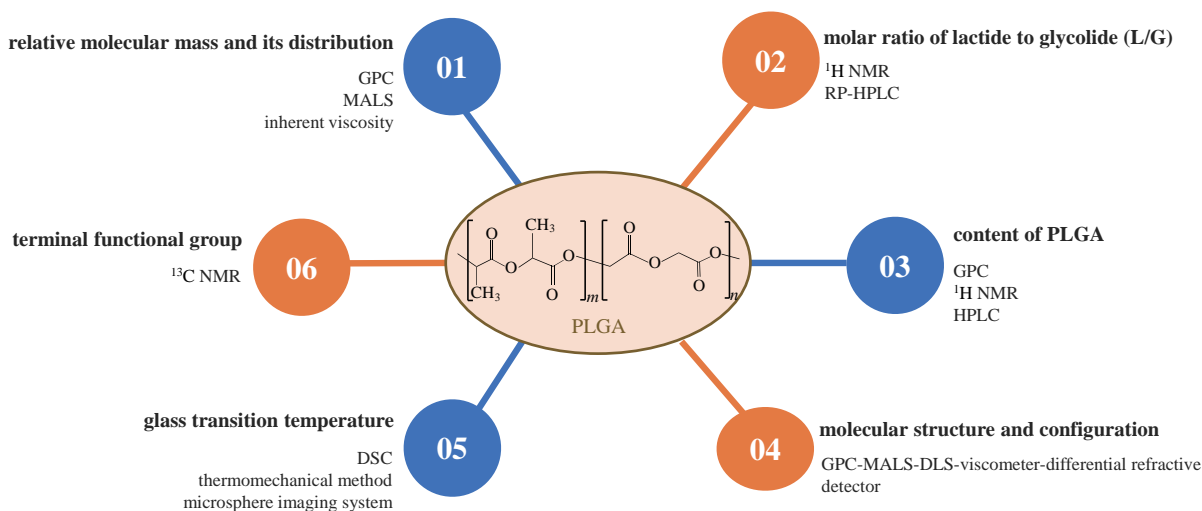 relative molecular mass and its distribution
GPC
MALS
inherent viscosity
01
02
molar ratio of lactide to glycolide (L/G)
¹H NMR
RP-HPLC
terminal functional group
¹³C NMR
06
O
CH₃
O
O
O
CH₃
O
m
O
O
O
O
n
PLGA
03
content of PLGA
GPC
¹H NMR
HPLC
glass transition temperature
DSC
thermomechanical method
microsphere imaging system
05
04
molecular structure and configuration
GPC-MALS-DLS-viscometer-differential refractive
detector